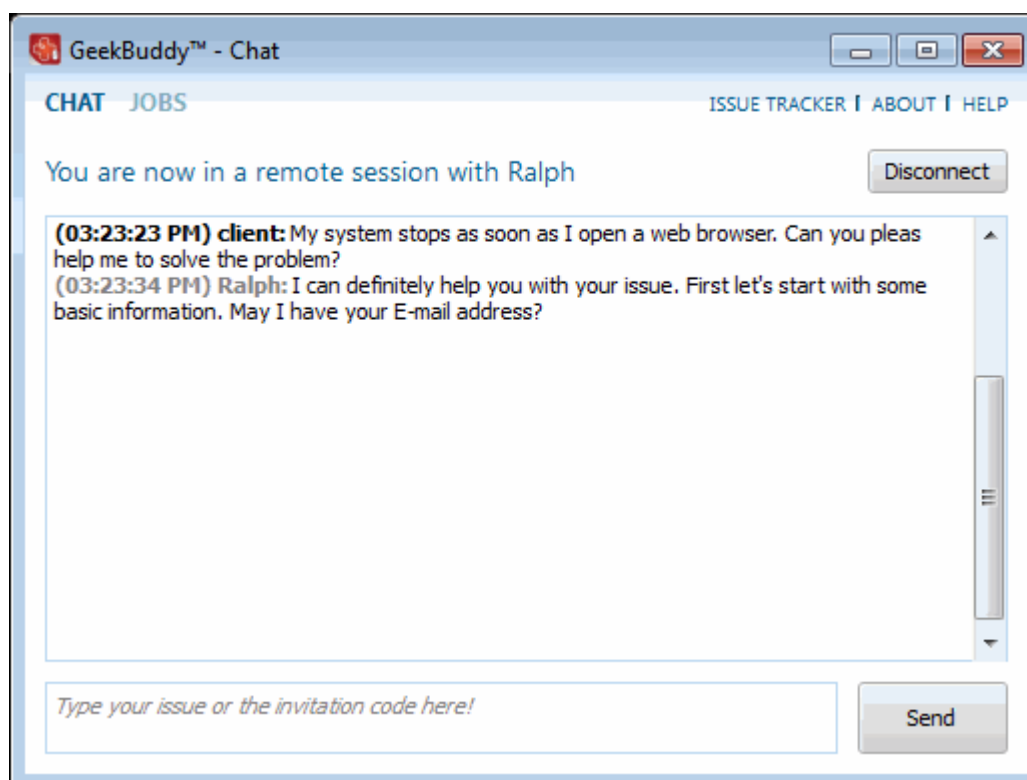 GeekBuddy™ - Chat
CHAT JOBS
ISSUE TRACKER | ABOUT | HELP
You are now in a remote session with Ralph
Disconnect
(03:23:23 PM) client: My system stops as soon as I open a web browser. Can you pleas
help me to solve the problem?
(03:23:34 PM) Ralph: I can definitely help you with your issue. First let's start with some
basic information. May I have your E-mail address?
Type your issue or the invitation code here!
Send